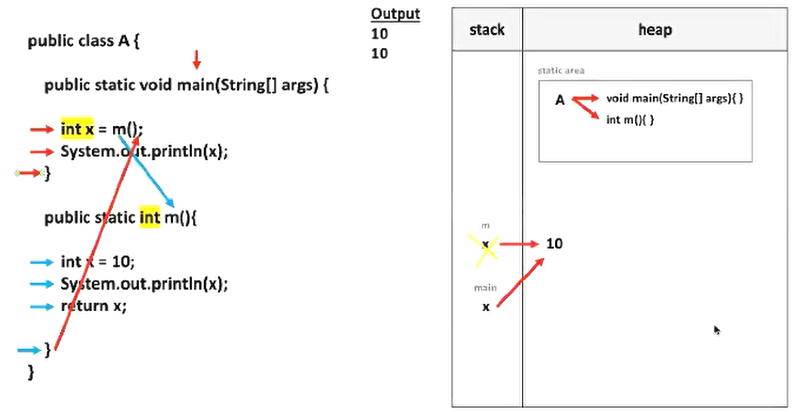 public class A {
public static void main(String[] args) {
int x = m();
System.out.println(x);
}
public static int m(){
int x = 10;
System.out.println(x);
return x;
}
}
Output
10
10
stack
heap
static area
A
void main(String[] args){ }
int m(){ }
m
x
10
main
x